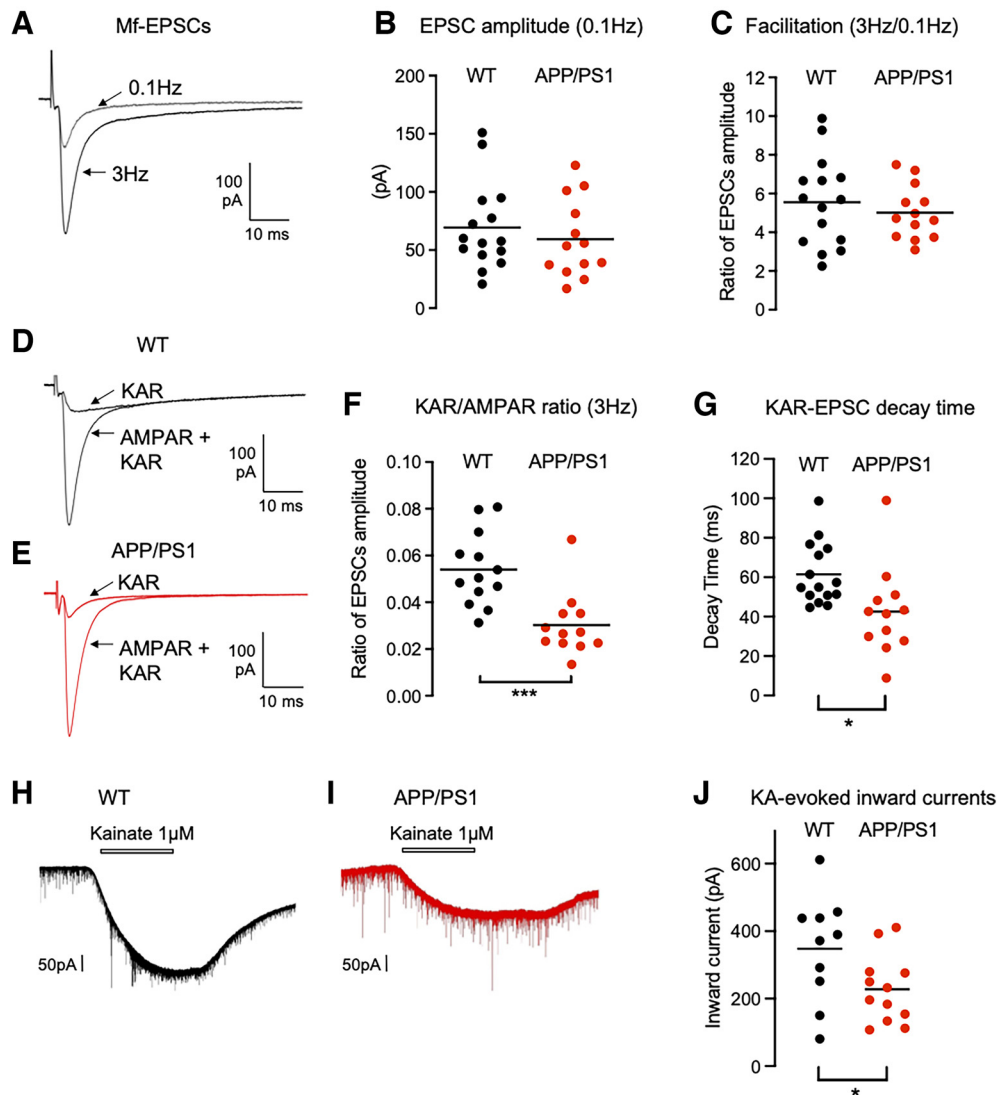 A
Mf-EPSCs
0.1Hz
3Hz
100
pA
10 ms
B
EPSC amplitude (0.1Hz)
WT
APP/PS1
200
150
100
50
0
(pA)
C
Facilitation (3Hz/0.1Hz)
WT
APP/PS1
12
10
8
6
4
2
0
Ratio of EPSCs amplitude
D
WT
KAR
AMPAR +
KAR
100
pA
10 ms
E
APP/PS1
KAR
AMPAR +
KAR
100
pA
10 ms
F
KAR/AMPAR ratio (3Hz)
WT
APP/PS1
0.10
0.08
0.06
0.04
0.02
0.00
Ratio of EPSCs amplitude
***
G
KAR-EPSC decay time
WT
APP/PS1
120
100
80
60
40
20
0
Decay Time (ms)
*
H
WT
Kainate 1µM
50pA
I
APP/PS1
Kainate 1µM
50pA
J
KA-evoked inward currents
WT
APP/PS1
600
400
200
0
Inward current (pA)
*